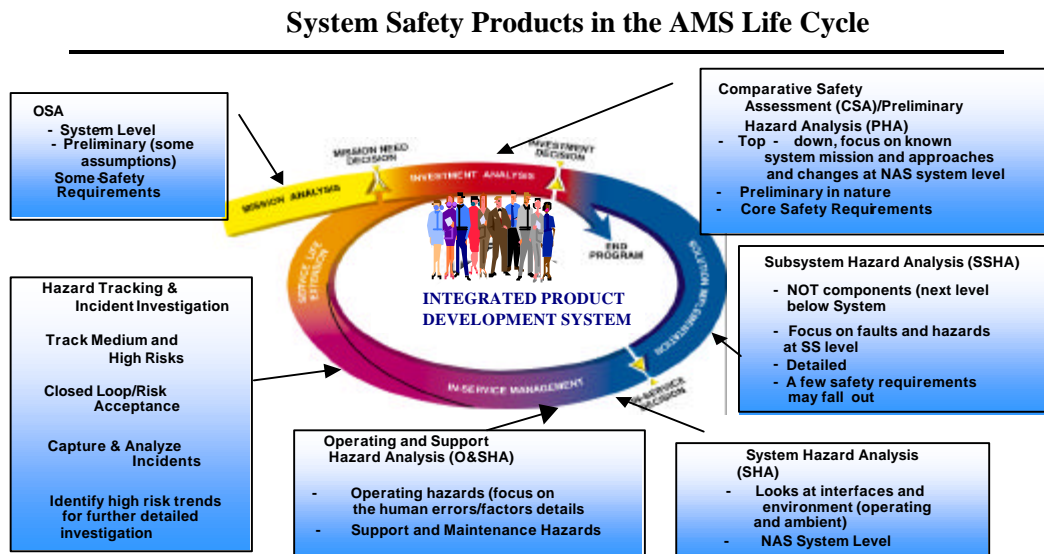 System Safety Products in the AMS Life Cycle
OSA
- System Level
- Preliminary (some
assumptions)
Some Safety
Requirements
Comparative Safety
Assessment (CSA)/Preliminary
Hazard Analysis (PHA)
- Top - down, focus on known
system mission and approaches
and changes at NAS system level
- Preliminary in nature
- Core Safety Requirements
MISSION NEED
DECISION
INVESTMENT
DECISION
MISSION ANALYSIS
INVESTMENT ANALYSIS
END
PROGRAM
SERVICE LIFE
EXTENSION
SOLUTION IMPLEMENTATION
INTEGRATED PRODUCT
DEVELOPMENT SYSTEM
IN-SERVICE MANAGEMENT
IN-SERVICE
DECISION
Hazard Tracking &
Incident Investigation
Track Medium and
High Risks
Closed Loop/Risk
Acceptance
Capture & Analyze
Incidents
Identify high risk trends
for further detailed
investigation
Subsystem Hazard Analysis (SSHA)
- NOT components (next level
below System
- Focus on faults and hazards
at SS level
- Detailed
- A few safety requirements
may fall out
Operating and Support
Hazard Analysis (O&SHA)
- Operating hazards (focus on
the human errors/factors details
- Support and Maintenance Hazards
System Hazard Analysis
(SHA)
- Looks at interfaces and
environment (operating
and ambient)
- NAS System Level